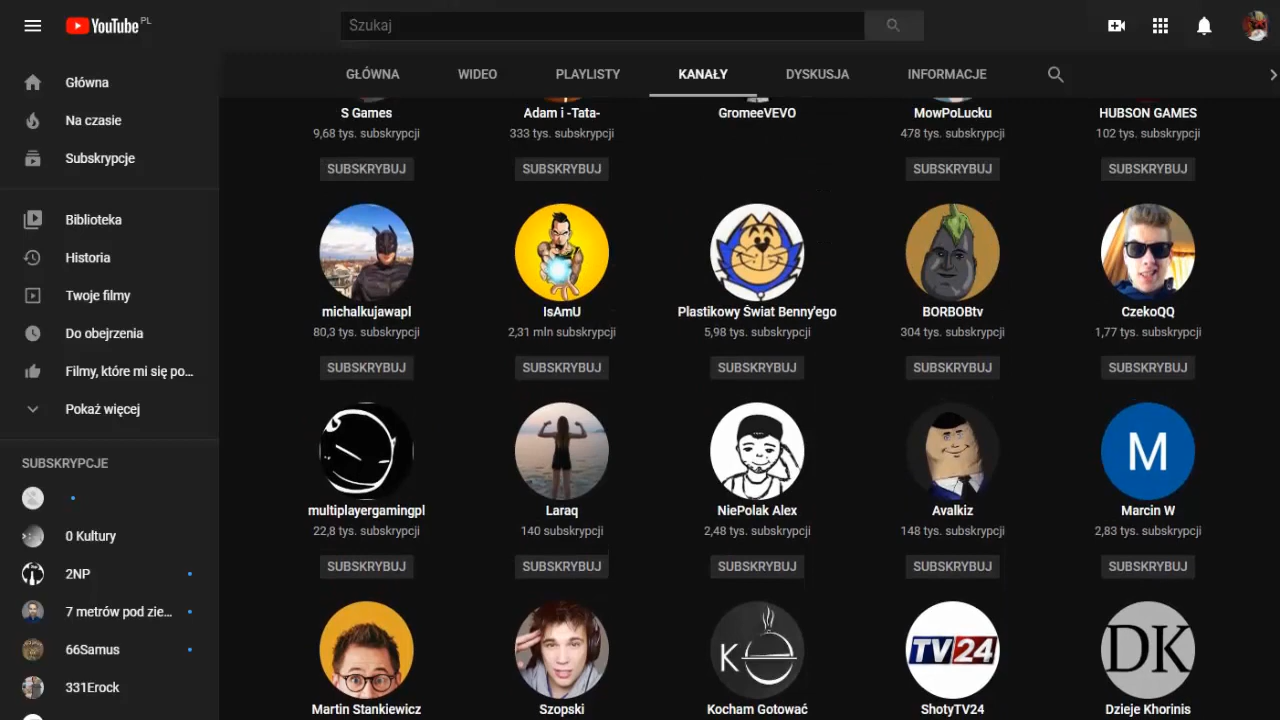 YouTube PL
Szukaj
Główna
Na czasie
Subskrypcje
Biblioteka
Historia
Twoje filmy
Do obejrzenia
Filmy, które mi się po...
Pokaż więcej
SUBSKRYPCJE
0 Kultury
2NP
7 metrów pod zie...
66Samus
331Erock
GŁÓWNA WIDEO PLAYLISTY KANAŁY DYSKUSJA INFORMACJE
S Games Adam i -Tata- GromeeVEVO MowPoLucku HUBSON GAMES
9,68 tys. subskrypcji 333 tys. subskrypcji 478 tys. subskrypcji 102 tys. subskrypcji
SUBSKRYBUJ SUBSKRYBUJ SUBSKRYBUJ SUBSKRYBUJ
michalkujawapl IsAmU Plastikowy Świat Benny'ego BORBOBtv CzekoQQ
80,3 tys. subskrypcji 2,31 mln subskrypcji 5,98 tys. subskrypcji 304 tys. subskrypcji 1,77 tys. subskrypcji
SUBSKRYBUJ SUBSKRYBUJ SUBSKRYBUJ SUBSKRYBUJ SUBSKRYBUJ
M
multiplayergamingpl Laraq NiePolak Alex Avalkiz Marcin W
22,8 tys. subskrypcji 140 subskrypcji 2,48 tys. subskrypcji 148 tys. subskrypcji 2,83 tys. subskrypcji
SUBSKRYBUJ SUBSKRYBUJ SUBSKRYBUJ SUBSKRYBUJ SUBSKRYBUJ
K TV24 DK
Martin Stankiewicz Szopski Kocham Gotować ShotyTV24 Dzieje Khorinis